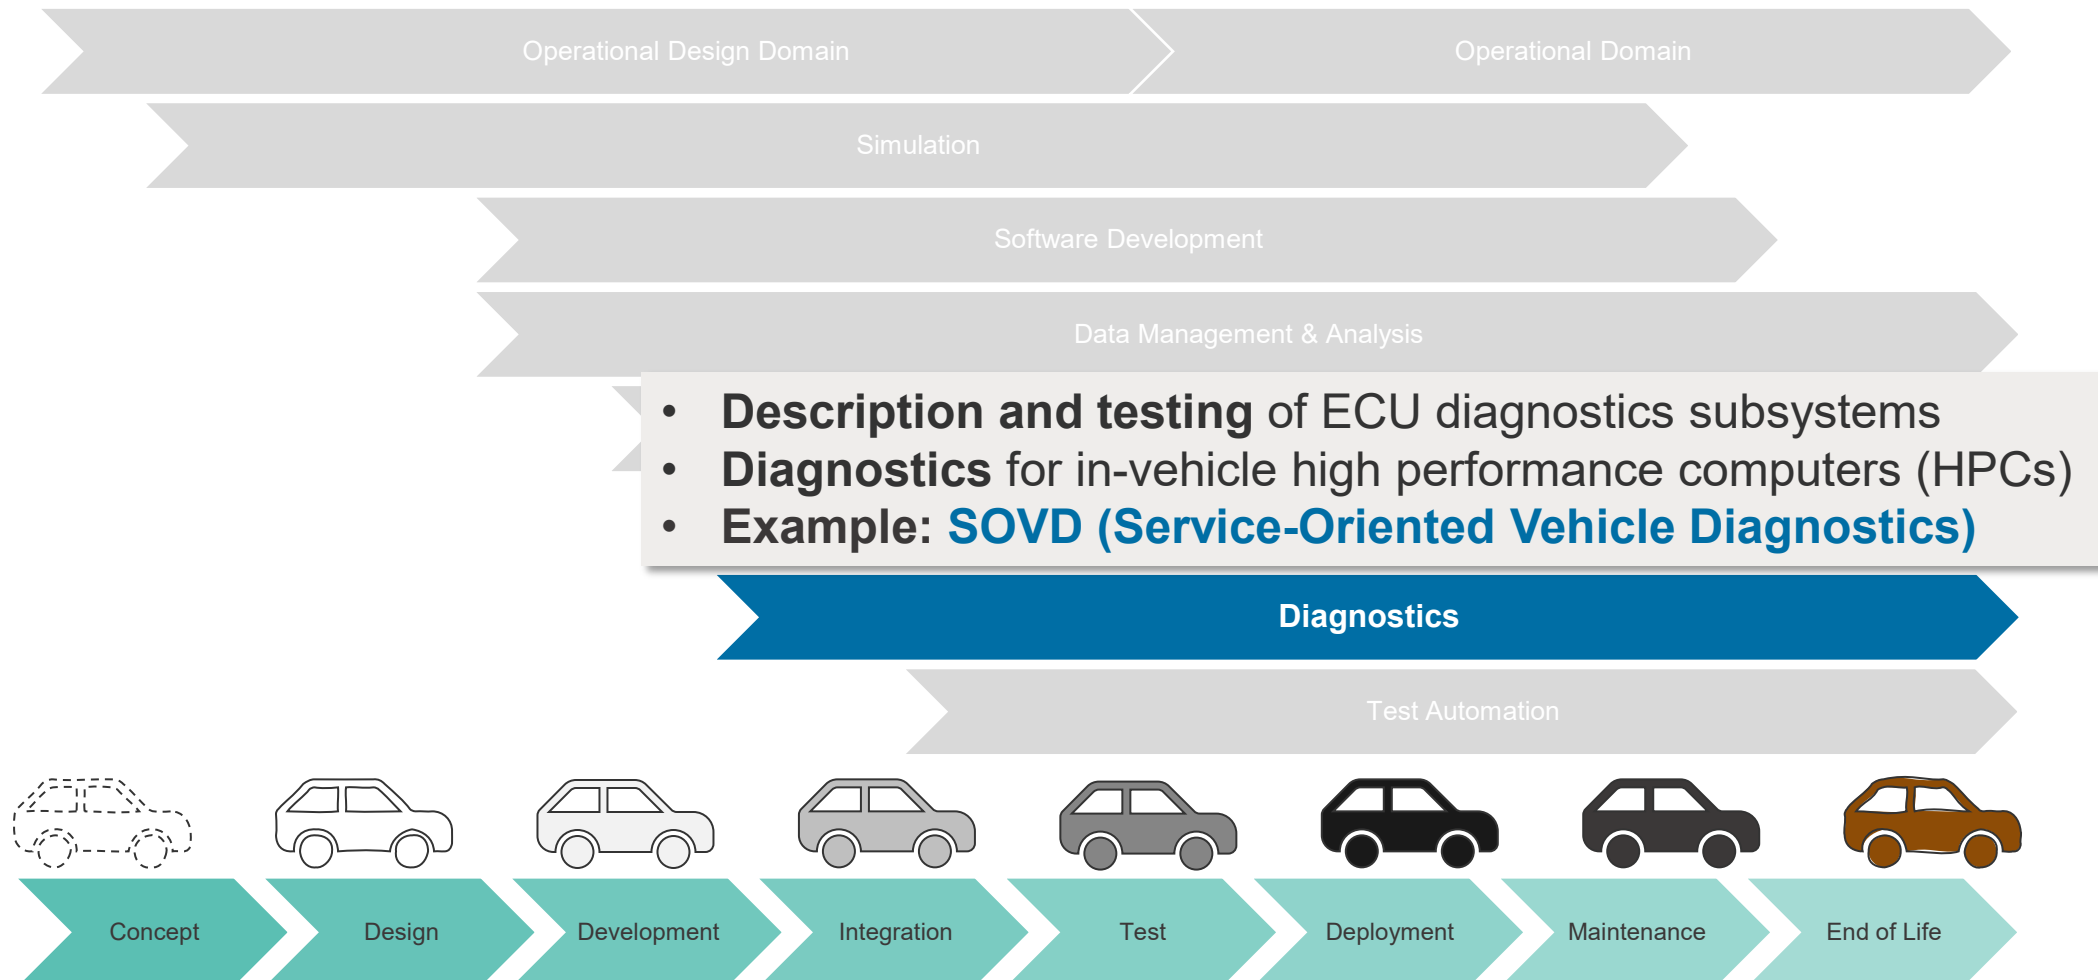 Operational Design Domain
Operational Domain
Simulation
Software Development
Data Management & Analysis
• Description and testing of ECU diagnostics subsystems
• Diagnostics for in-vehicle high performance computers (HPCs)
• Example: SOVD (Service-Oriented Vehicle Diagnostics)
Diagnostics
Test Automation
Concept
Design
Development
Integration
Test
Deployment
Maintenance
End of Life